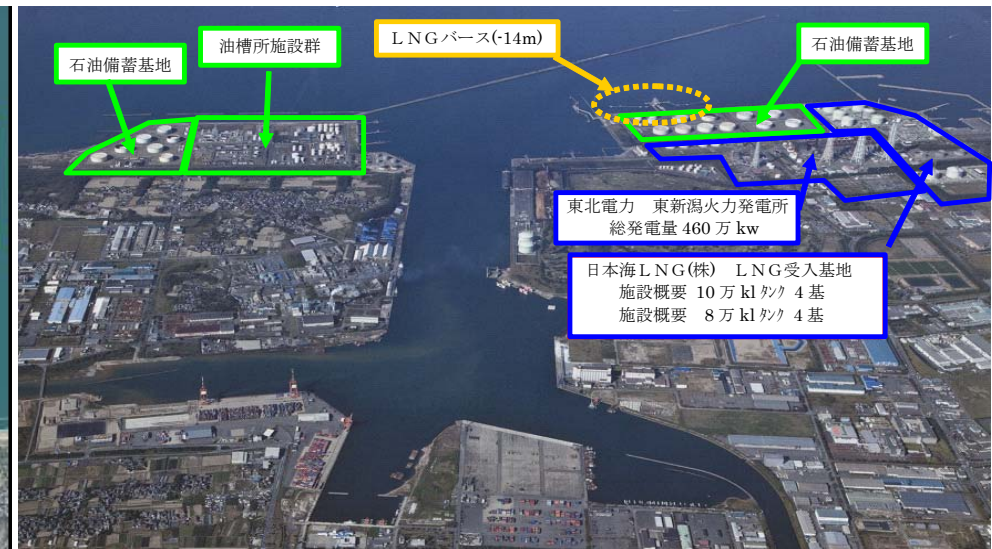 石油備蓄基地
油槽所施設群
LNGバース(-14m)
石油備蓄基地
東北電力 東新潟火力発電所
総発電量 460 万 kw
日本海LNG(株) LNG受入基地
施設概要 10 万 kl ﾀﾝｸ 4 基
施設概要 8 万 kl ﾀﾝｸ 4 基